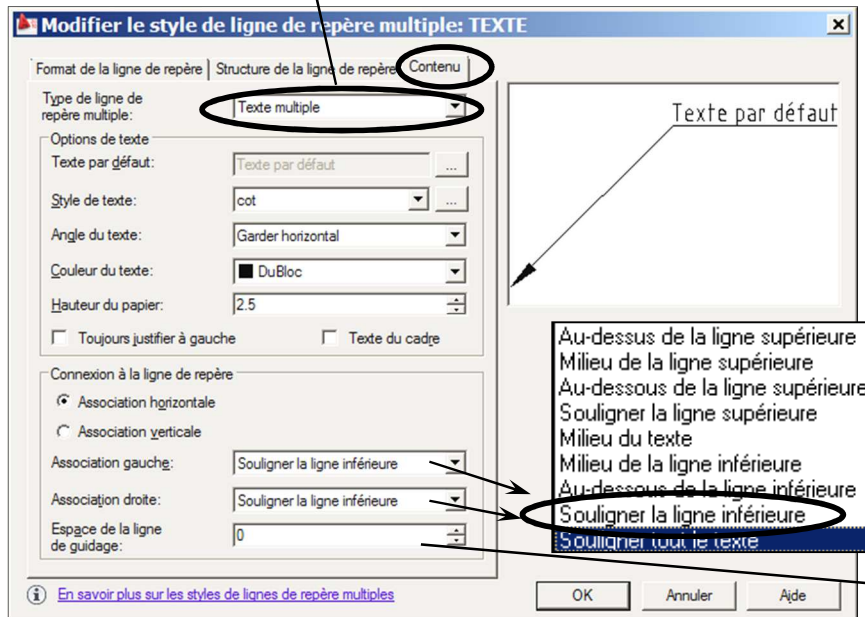 Modifier le style de ligne de repère multiple: TEXTE
Format de la ligne de repère
Structure de la ligne de repère
Contenu
Type de ligne de
repère multiple:
Texte multiple
Options de texte
Texte par défaut:
Texte par défaut
...
Style de texte:
cot
...
Angle du texte:
Garder horizontal
Couleur du texte:
DuBloc
Hauteur du papier:
2.5
Toujours justifier à gauche
Texte du cadre
Connexion à la ligne de repère
Association horizontale
Association verticale
Association gauche:
Souligner la ligne inférieure
Association droite:
Souligner la ligne inférieure
Espace de la ligne
de guidage:
0
Texte par défaut
Au-dessus de la ligne supérieure
Milieu de la ligne supérieure
Au-dessous de la ligne supérieure
Souligner la ligne supérieure
Milieu du texte
Milieu de la ligne inférieure
Au-dessous de la ligne inférieure
Souligner la ligne inférieure
Souligner tout le texte
En savoir plus sur les styles de lignes de repère multiples
OK
Annuler
Aide